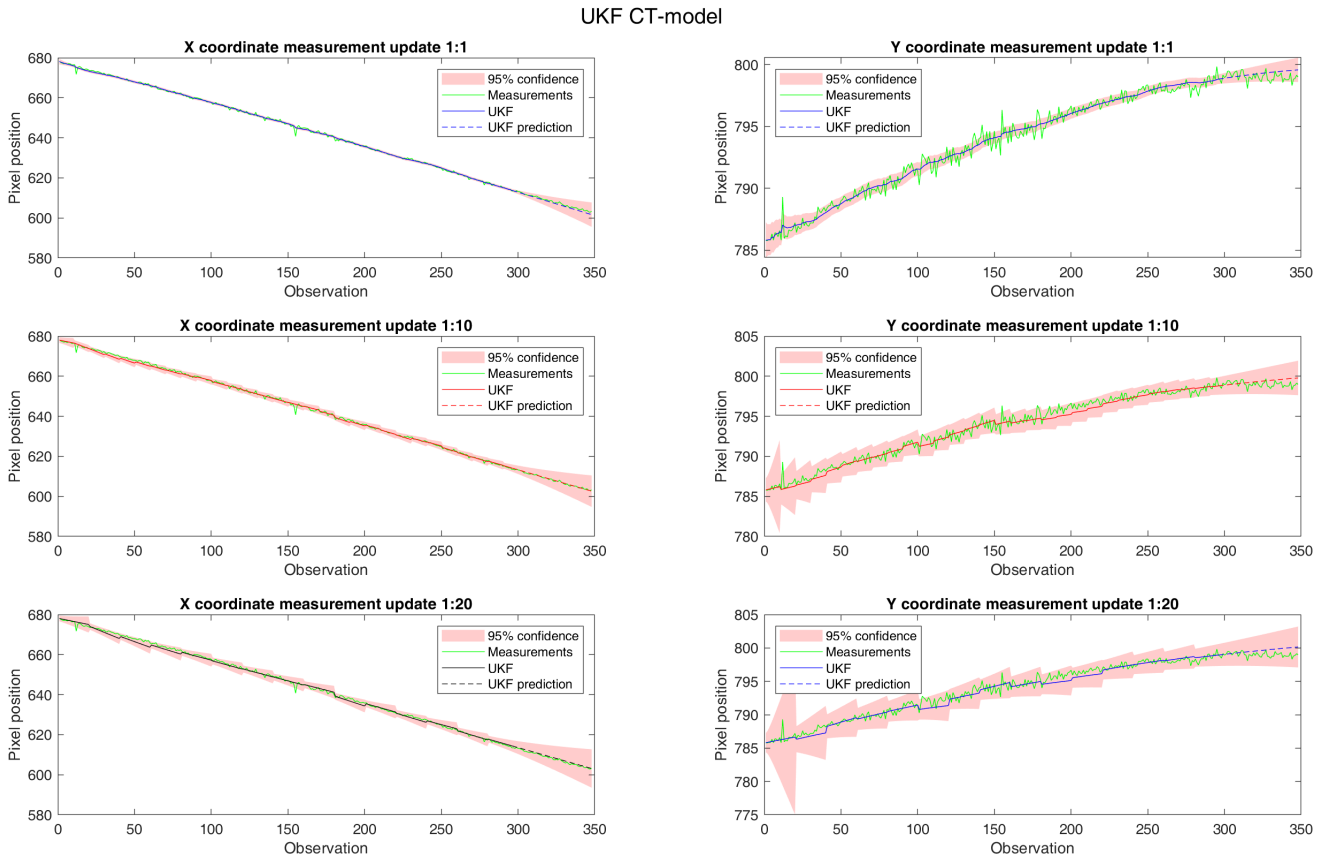 UKF CT-model
X coordinate measurement update 1:1
680
660
640
620
600
580
0 50 100 150 200 250 300 350
Pixel position
Observation
95% confidence
Measurements
UKF
UKF prediction
Y coordinate measurement update 1:1
800
795
790
785
0 50 100 150 200 250 300 350
Pixel position
Observation
95% confidence
Measurements
UKF
UKF prediction
X coordinate measurement update 1:10
680
660
640
620
600
580
0 50 100 150 200 250 300 350
Pixel position
Observation
95% confidence
Measurements
UKF
UKF prediction
Y coordinate measurement update 1:10
805
800
795
790
785
780
0 50 100 150 200 250 300 350
Pixel position
Observation
95% confidence
Measurements
UKF
UKF prediction
X coordinate measurement update 1:20
680
660
640
620
600
580
0 50 100 150 200 250 300 350
Pixel position
Observation
95% confidence
Measurements
UKF
UKF prediction
Y coordinate measurement update 1:20
805
800
795
790
785
780
775
0 50 100 150 200 250 300 350
Pixel position
Observation
95% confidence
Measurements
UKF
UKF prediction